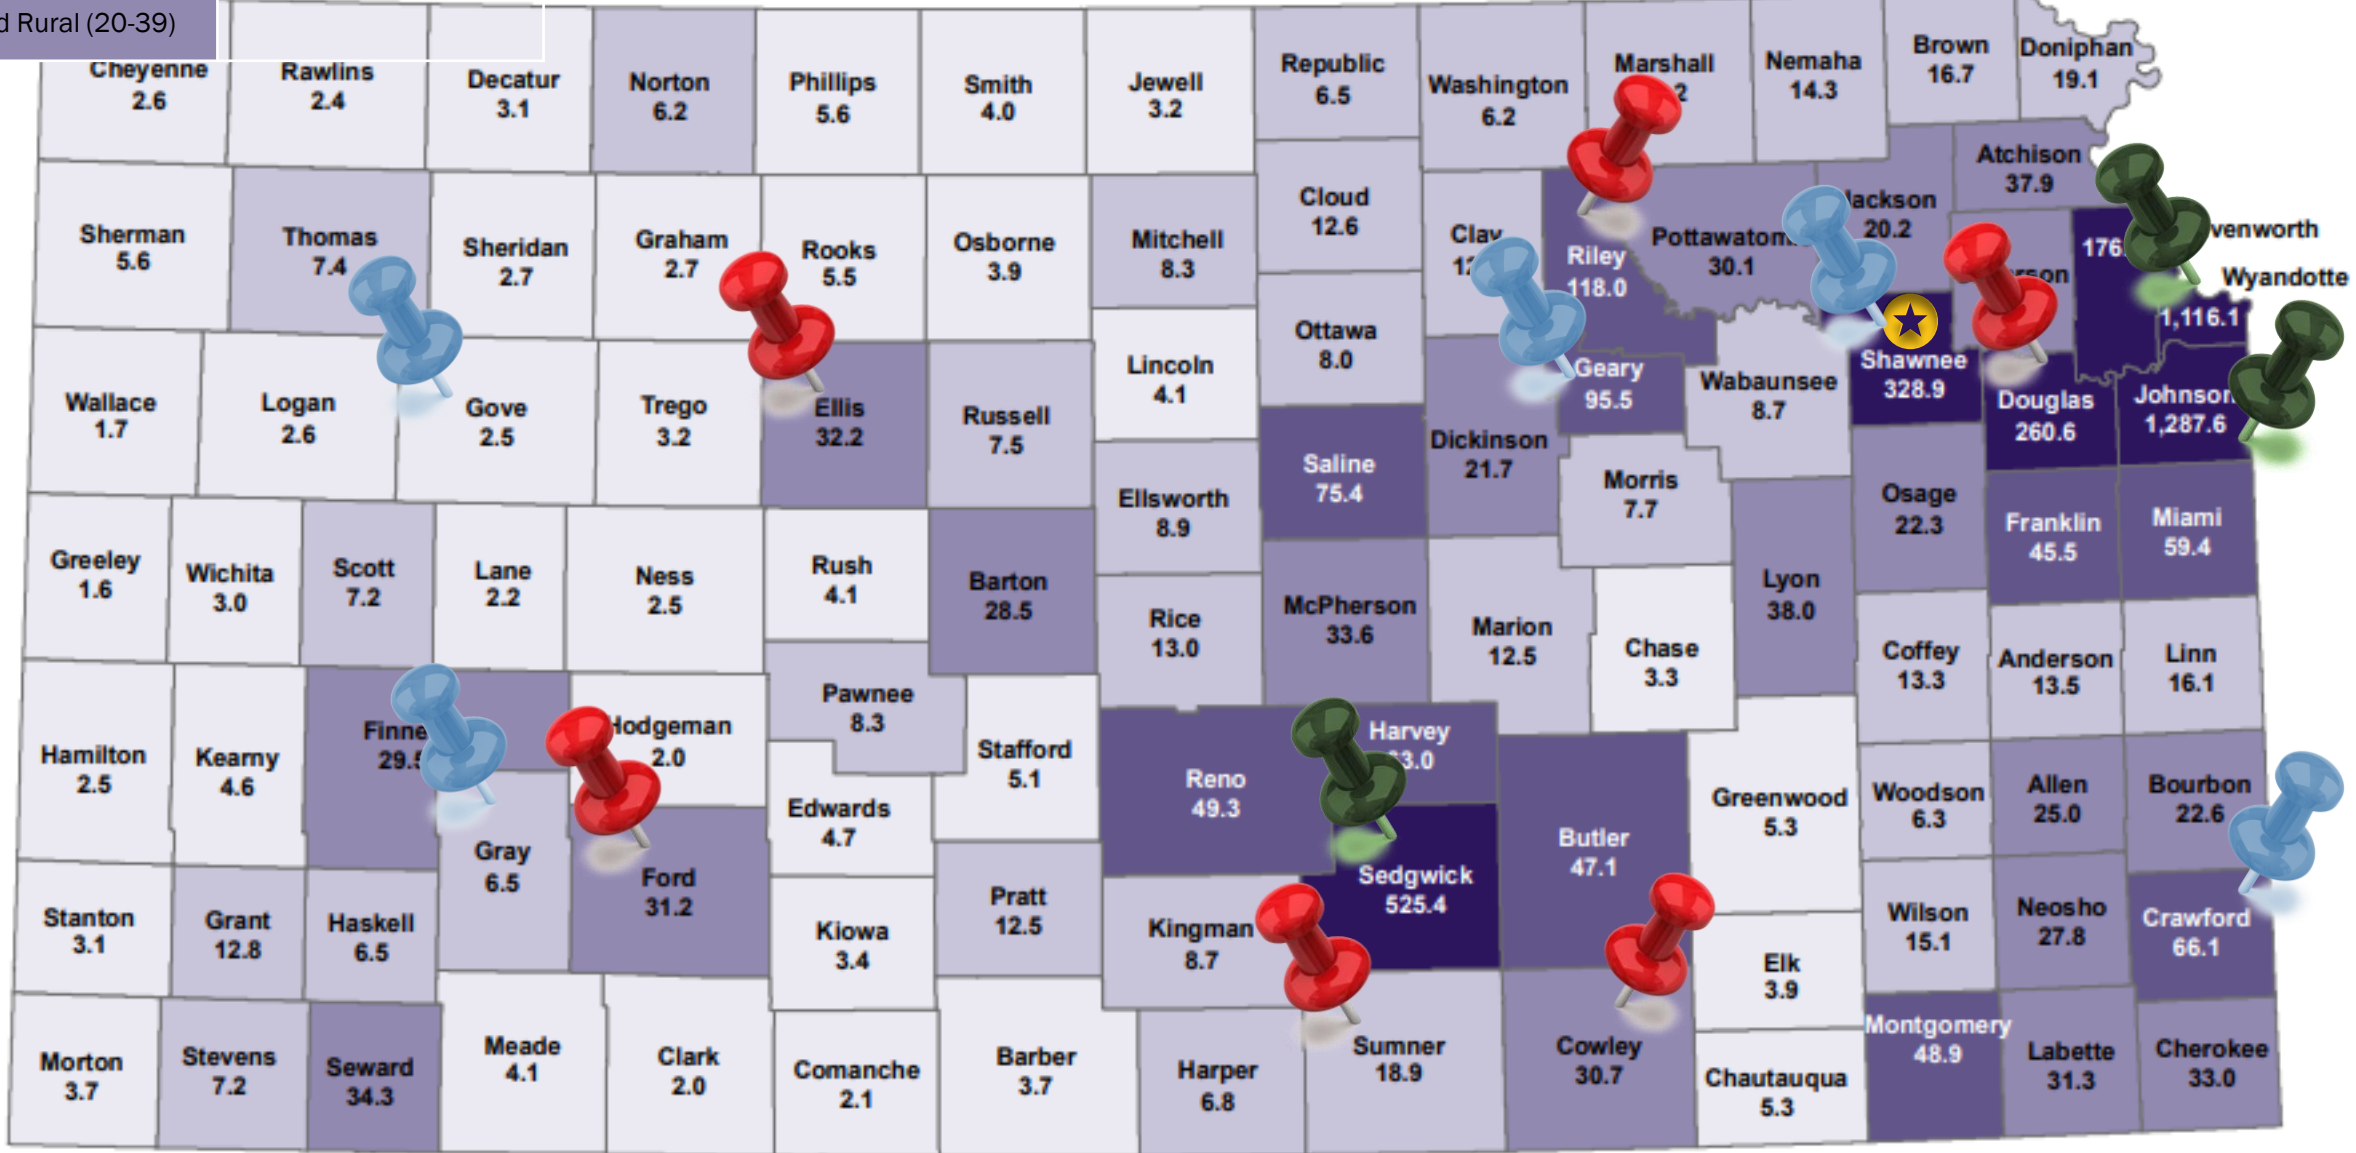 d Rural (20-39)
Cheyenne
2.6
Rawlins
2.4
Decatur
3.1
Norton
6.2
Phillips
5.6
Smith
4.0
Jewell
3.2
Republic
6.5
Washington
6.2
Marshall
2
Nemaha
14.3
Brown
16.7
Doniphan
19.1
Sherman
5.6
Thomas
7.4
Sheridan
2.7
Graham
2.7
Rooks
5.5
Osborne
3.9
Mitchell
8.3
Cloud
12.6
Clay
Riley
118.0
Pottawatom
30.1
Jackson
20.2
Atchison
37.9
rson
176
venworth
Wyandotte
1,116.1
Wallace
1.7
Logan
2.6
Gove
2.5
Trego
3.2
Ellis
32.2
Russell
7.5
Lincoln
4.1
Ottawa
8.0
Saline
75.4
Dickinson
21.7
Geary
95.5
Wabaunsee
8.7
Shawnee
328.9
Douglas
260.6
Johnson
1,287.6
Greeley
1.6
Wichita
3.0
Scott
7.2
Lane
2.2
Ness
2.5
Rush
4.1
Barton
28.5
Ellsworth
8.9
Rice
13.0
McPherson
33.6
Marion
12.5
Morris
7.7
Chase
3.3
Lyon
38.0
Osage
22.3
Franklin
45.5
Miami
59.4
Coffey
13.3
Anderson
13.5
Linn
16.1
Hamilton
2.5
Kearny
4.6
Finne
29.5
Hodgeman
2.0
Pawnee
8.3
Edwards
4.7
Stafford
5.1
Reno
49.3
Harvey
3.0
Sedgwick
525.4
Butler
47.1
Greenwood
5.3
Woodson
6.3
Allen
25.0
Bourbon
22.6
Stanton
3.1
Grant
12.8
Haskell
6.5
Gray
6.5
Ford
31.2
Kiowa
3.4
Pratt
12.5
Kingman
8.7
Elk
3.9
Wilson
15.1
Neosho
27.8
Crawford
66.1
Morton
3.7
Stevens
7.2
Seward
34.3
Meade
4.1
Clark
2.0
Comanche
2.1
Barber
3.7
Harper
6.8
Sumner
18.9
Cowley
30.7
Chautauqua
5.3
Montgomery
48.9
Labette
31.3
Cherokee
33.0